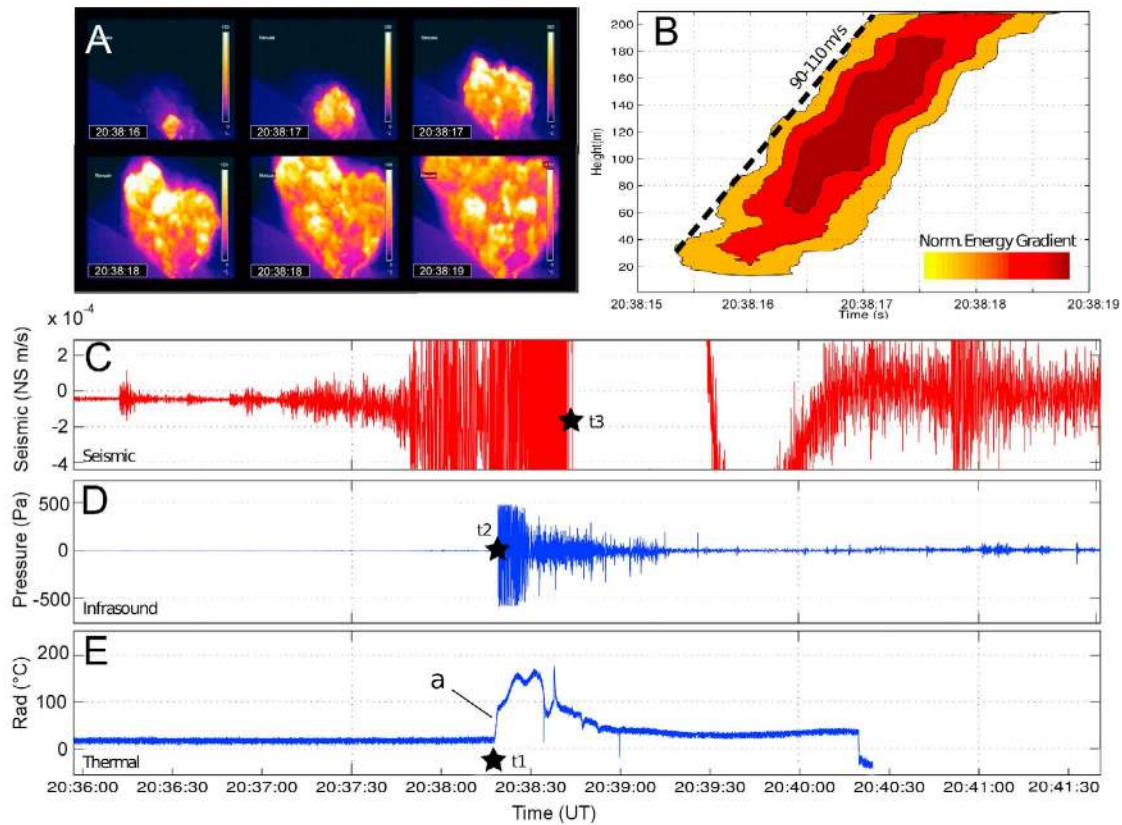 A
20:38:16
20:38:17
20:38:17
20:38:18
20:38:18
20:38:19
B
Height(m)
200
180
160
140
120
100
80
60
40
20
90-110 m/s
Norm. Energy Gradient
20:38:15
20:38:16
20:38:17
20:38:18
20:38:19
Time (s)
x 10⁻⁴
C
Seismic (NS m/s)
2
0
-2
-4
t3
Seismic
D
Pressure (Pa)
500
0
-500
t2
Infrasound
E
Rad (°C)
200
100
0
a
t1
Thermal
20:36:00
20:36:30
20:37:00
20:37:30
20:38:00
20:38:30
20:39:00
20:39:30
20:40:00
20:40:30
20:41:00
20:41:30
Time (UT)